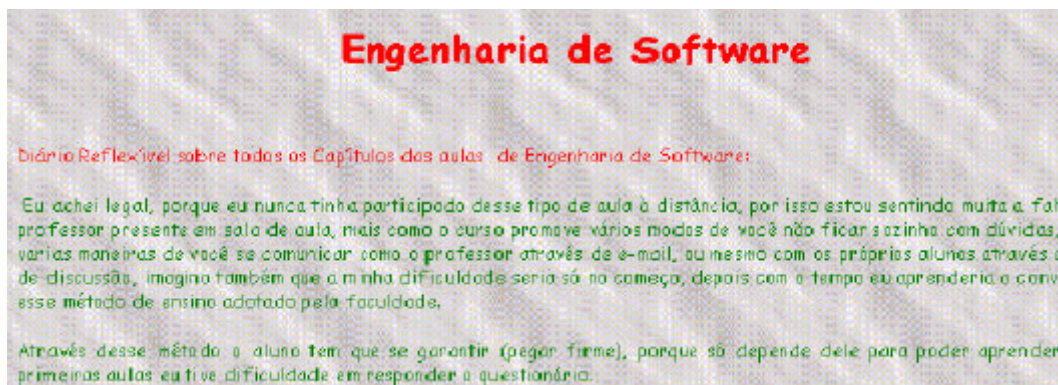 Engenharia de Software
Diário Reflexível sobre todos os Capítulos das aulas de Engenharia de Software:
Eu achei legal, porque eu nunca tinha participado desse tipo de aula à distância, por isso estou sentindo muita a
professor presente em sala de aula, mais como o curso promove vários modos de você não ficar sozinho com dúvidas,
varias maneiras de você se comunicar como o professor através de e-mail, ou mesmo com os próprios alunos através
de discussão, imagino também que a minha dificuldade seria só no começo, depois com o tempo eu aprenderia a
esse método de ensino adotado pela faculdade.
Através desse método o aluno tem que se garantir (pegar firme), porque só depende dele para poder aprender
primeiras aulas eu tive dificuldade em responder o questionário.